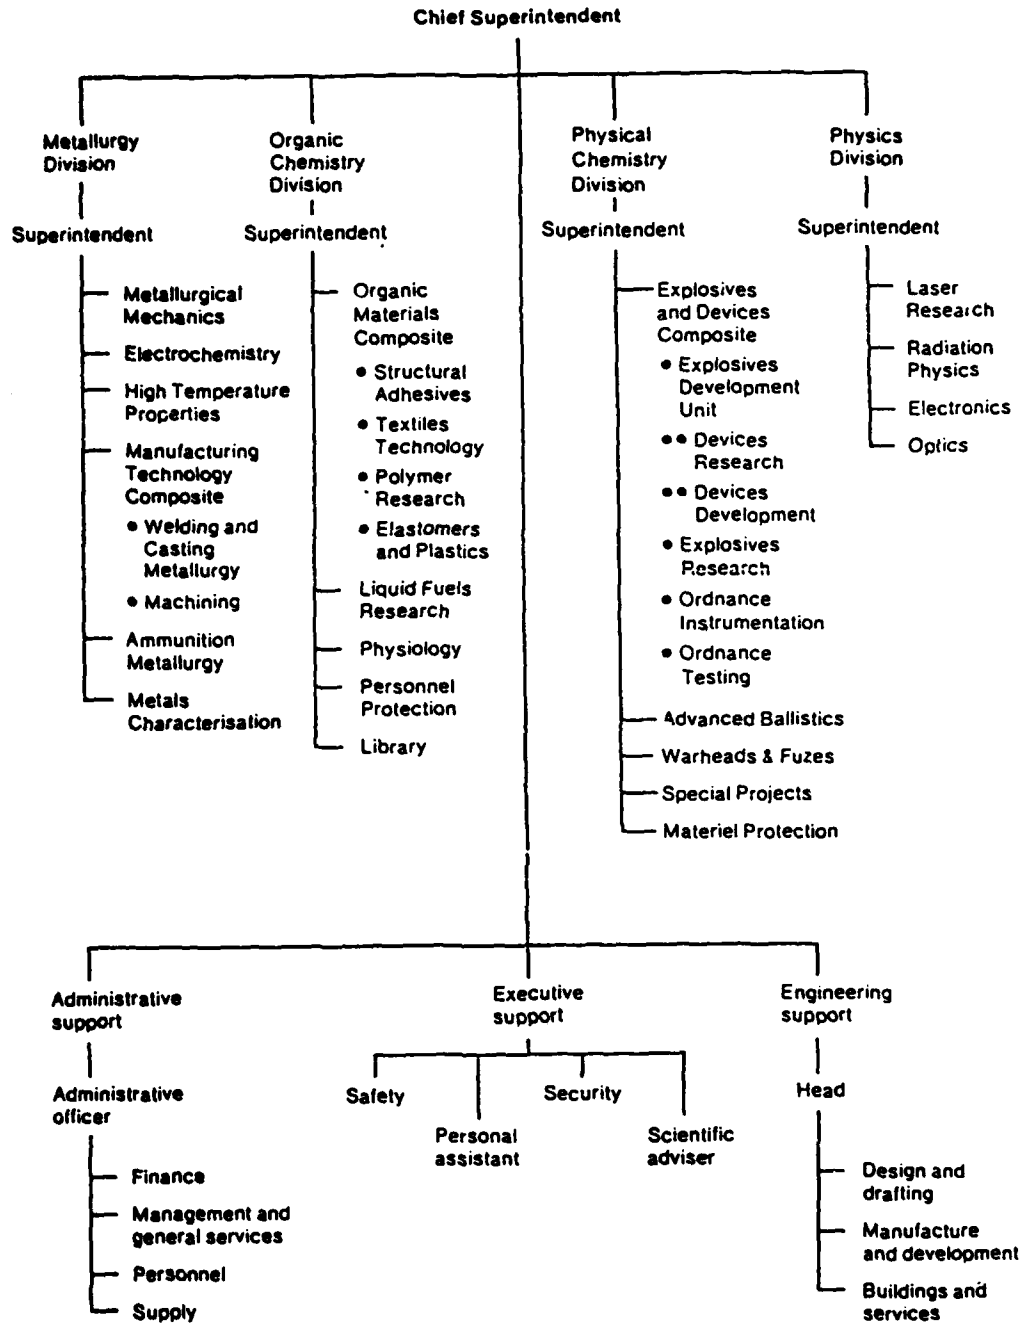 Chief Superintendent
Metallurgy
Division
Superintendent
Metallurgical
Mechanics
Electrochemistry
High Temperature
Properties
Manufacturing
Technology
Composite
• Welding and
Casting
Metallurgy
• Machining
Ammunition
Metallurgy
Metals
Characterisation
Organic
Chemistry
Division
Superintendent
Organic
Materials
Composite
• Structural
Adhesives
• Textiles
Technology
• Polymer
Research
• Elastomers
and Plastics
Liquid Fuels
Research
Physiology
Personnel
Protection
Library
Physical
Chemistry
Division
Superintendent
Explosives
and Devices
Composite
• Explosives
Development
Unit
•• Devices
Research
•• Devices
Development
• Explosives
Research
• Ordnance
Instrumentation
• Ordnance
Testing
Advanced Ballistics
Warheads & Fuzes
Special Projects
Materiel Protection
Physics
Division
Superintendent
Laser
Research
Radiation
Physics
Electronics
Optics
Administrative
support
Administrative
officer
Finance
Management and
general services
Personnel
Supply
Executive
support
Safety
Personal
assistant
Security
Scientific
adviser
Engineering
support
Head
Design and
drafting
Manufacture
and development
Buildings and
services